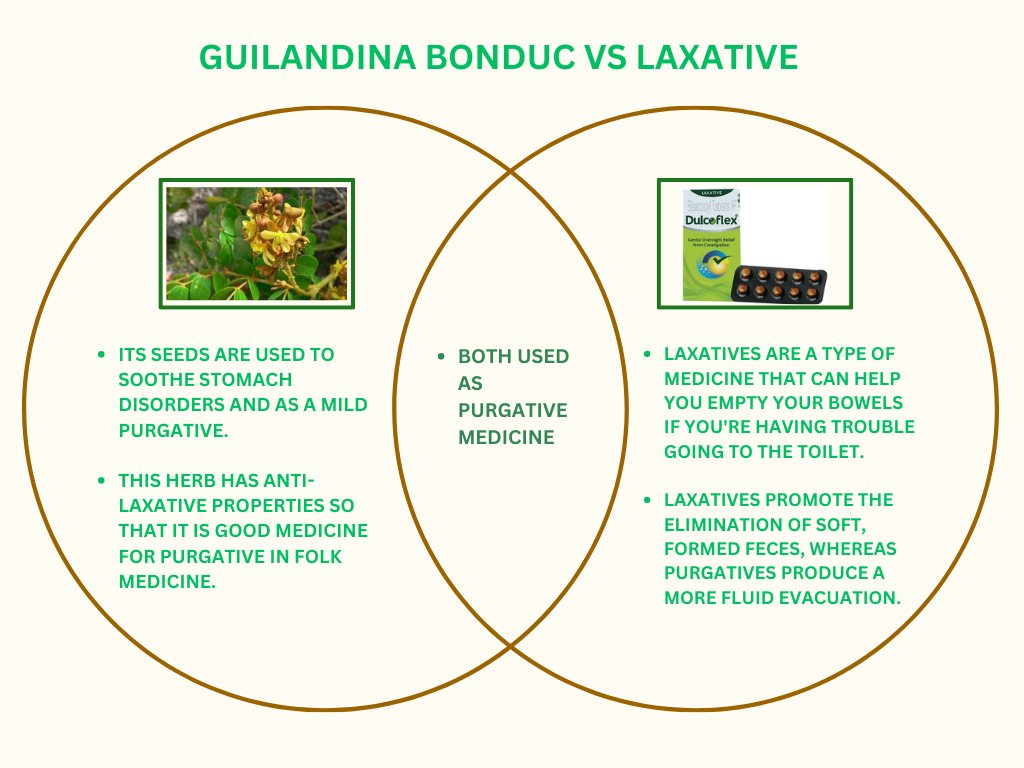 GUILANDINA BONDUC VS LAXATIVE
ITS SEEDS ARE USED TO
SOOTHE STOMACH
DISORDERS AND AS A MILD
PURGATIVE.
THIS HERB HAS ANTI-
LAXATIVE PROPERTIES SO
THAT IT IS GOOD MEDICINE
FOR PURGATIVE IN FOLK
MEDICINE.
BOTH USED
AS
PURGATIVE
MEDICINE
LAXATIVE
Bisacodyl Tablets IP
Dulcoflex
Gentle Overnight Relief
from Constipation
LAXATIVES ARE A TYPE OF
MEDICINE THAT CAN HELP
YOU EMPTY YOUR BOWELS
IF YOU'RE HAVING TROUBLE
GOING TO THE TOILET.
LAXATIVES PROMOTE THE
ELIMINATION OF SOFT,
FORMED FECES, WHEREAS
PURGATIVES PRODUCE A
MORE FLUID EVACUATION.